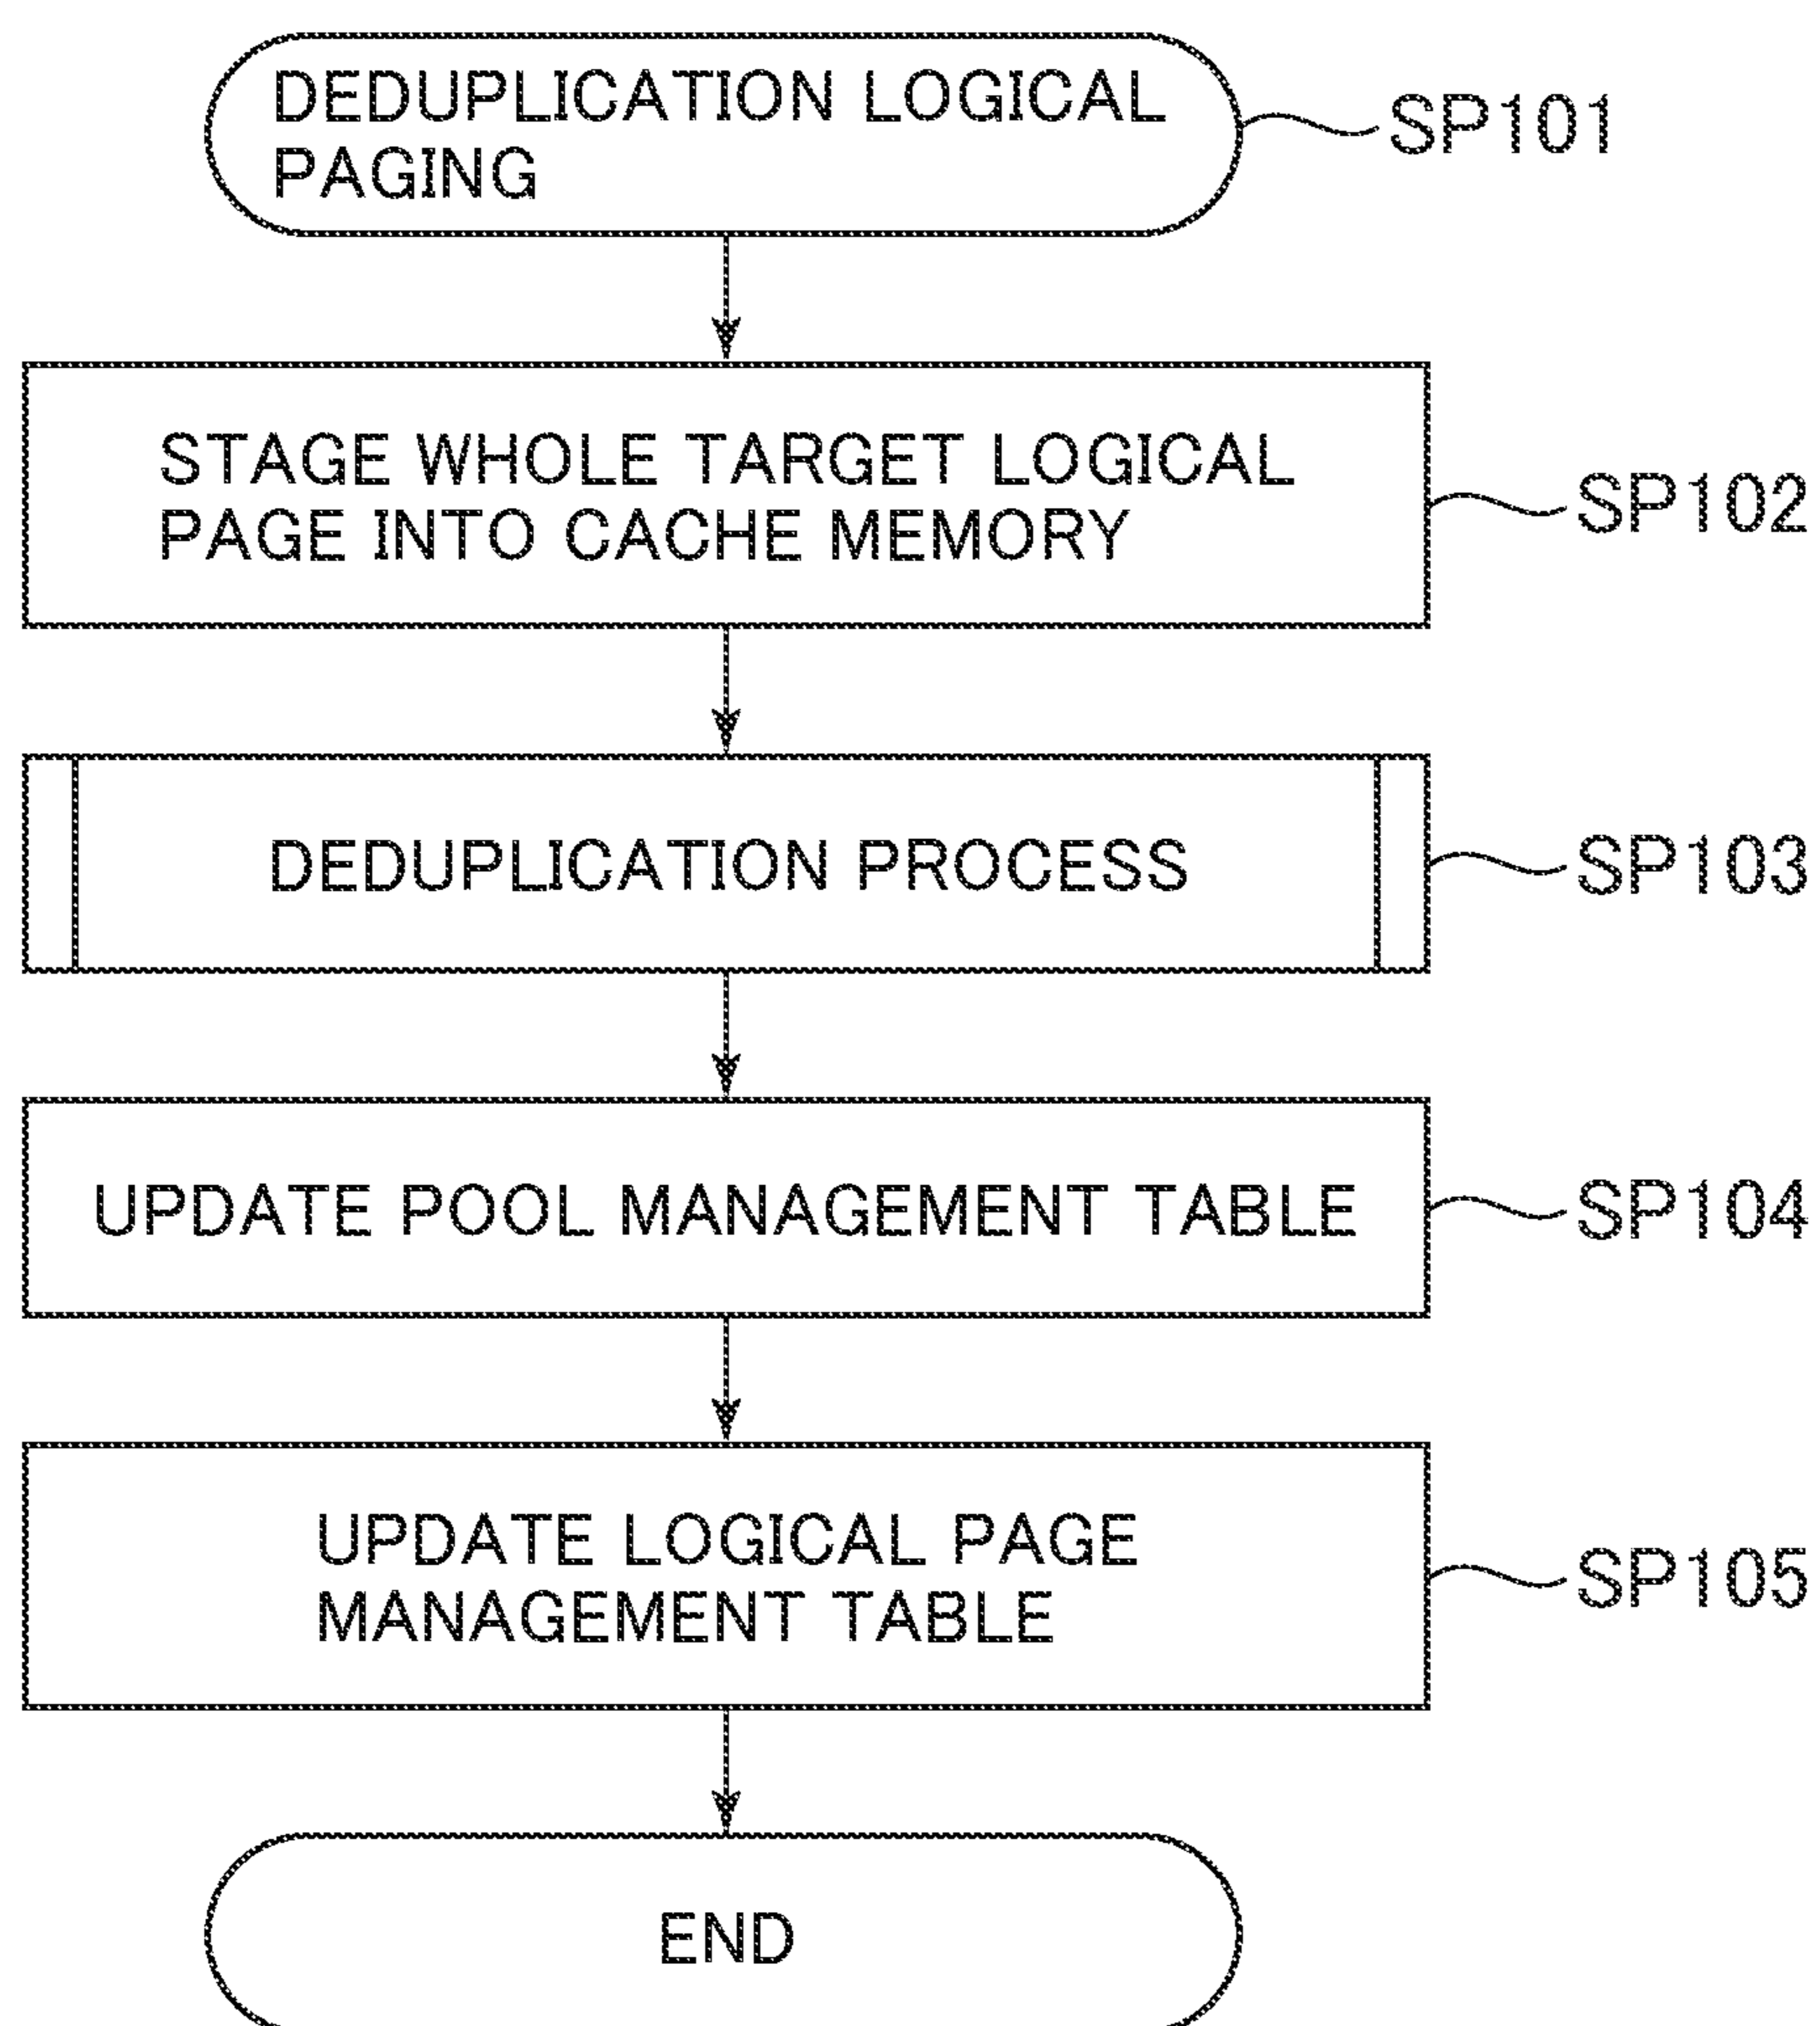 DEDUPLICATION LOGICAL
PAGING
SP101
STAGE WHOLE TARGET LOGICAL
PAGE INTO CACHE MEMORY
SP102
DEDUPLICATION PROCESS
SP103
UPDATE POOL MANAGEMENT TABLE
SP104
UPDATE LOGICAL PAGE
MANAGEMENT TABLE
SP105
END